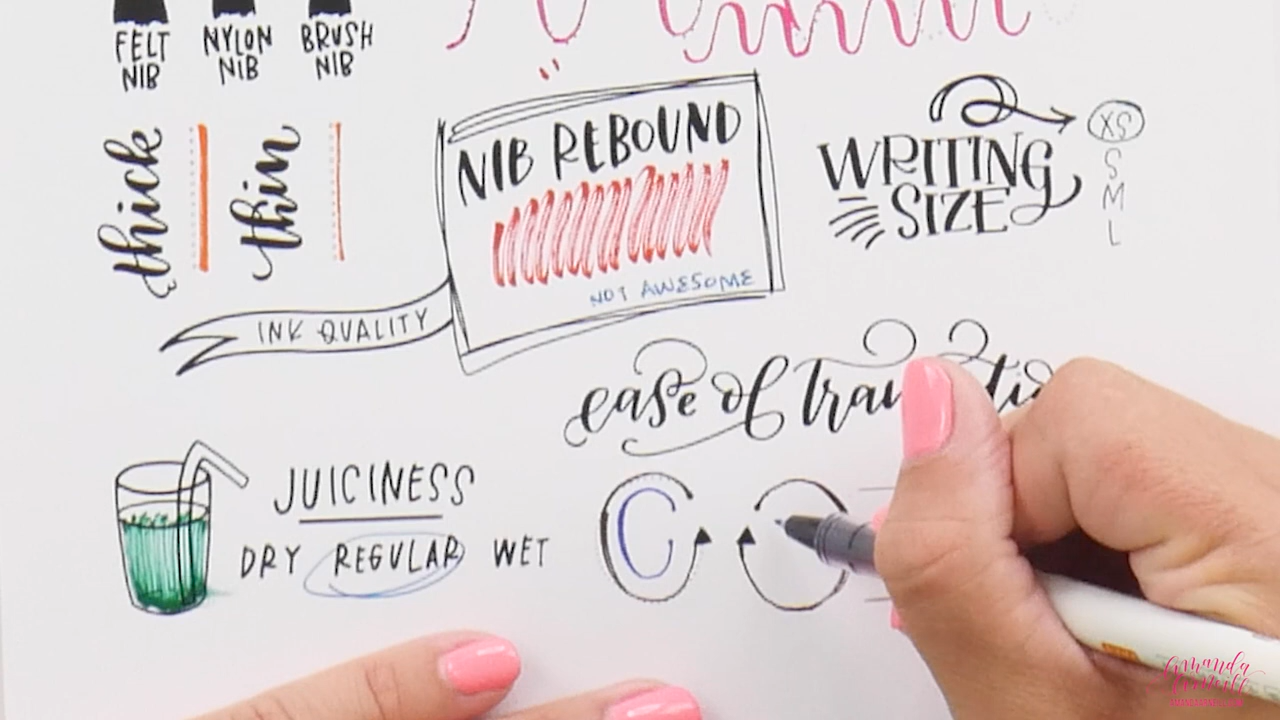 FELT
NIB
NYLON
NIB
BRUSH
NIB
thick
thin
NIB REBOUND
NOT AWESOME
INK QUALITY
WRITING
SIZE
XS
S
M
L
ease of
JUICINESS
DRY REGULAR WET
amanda